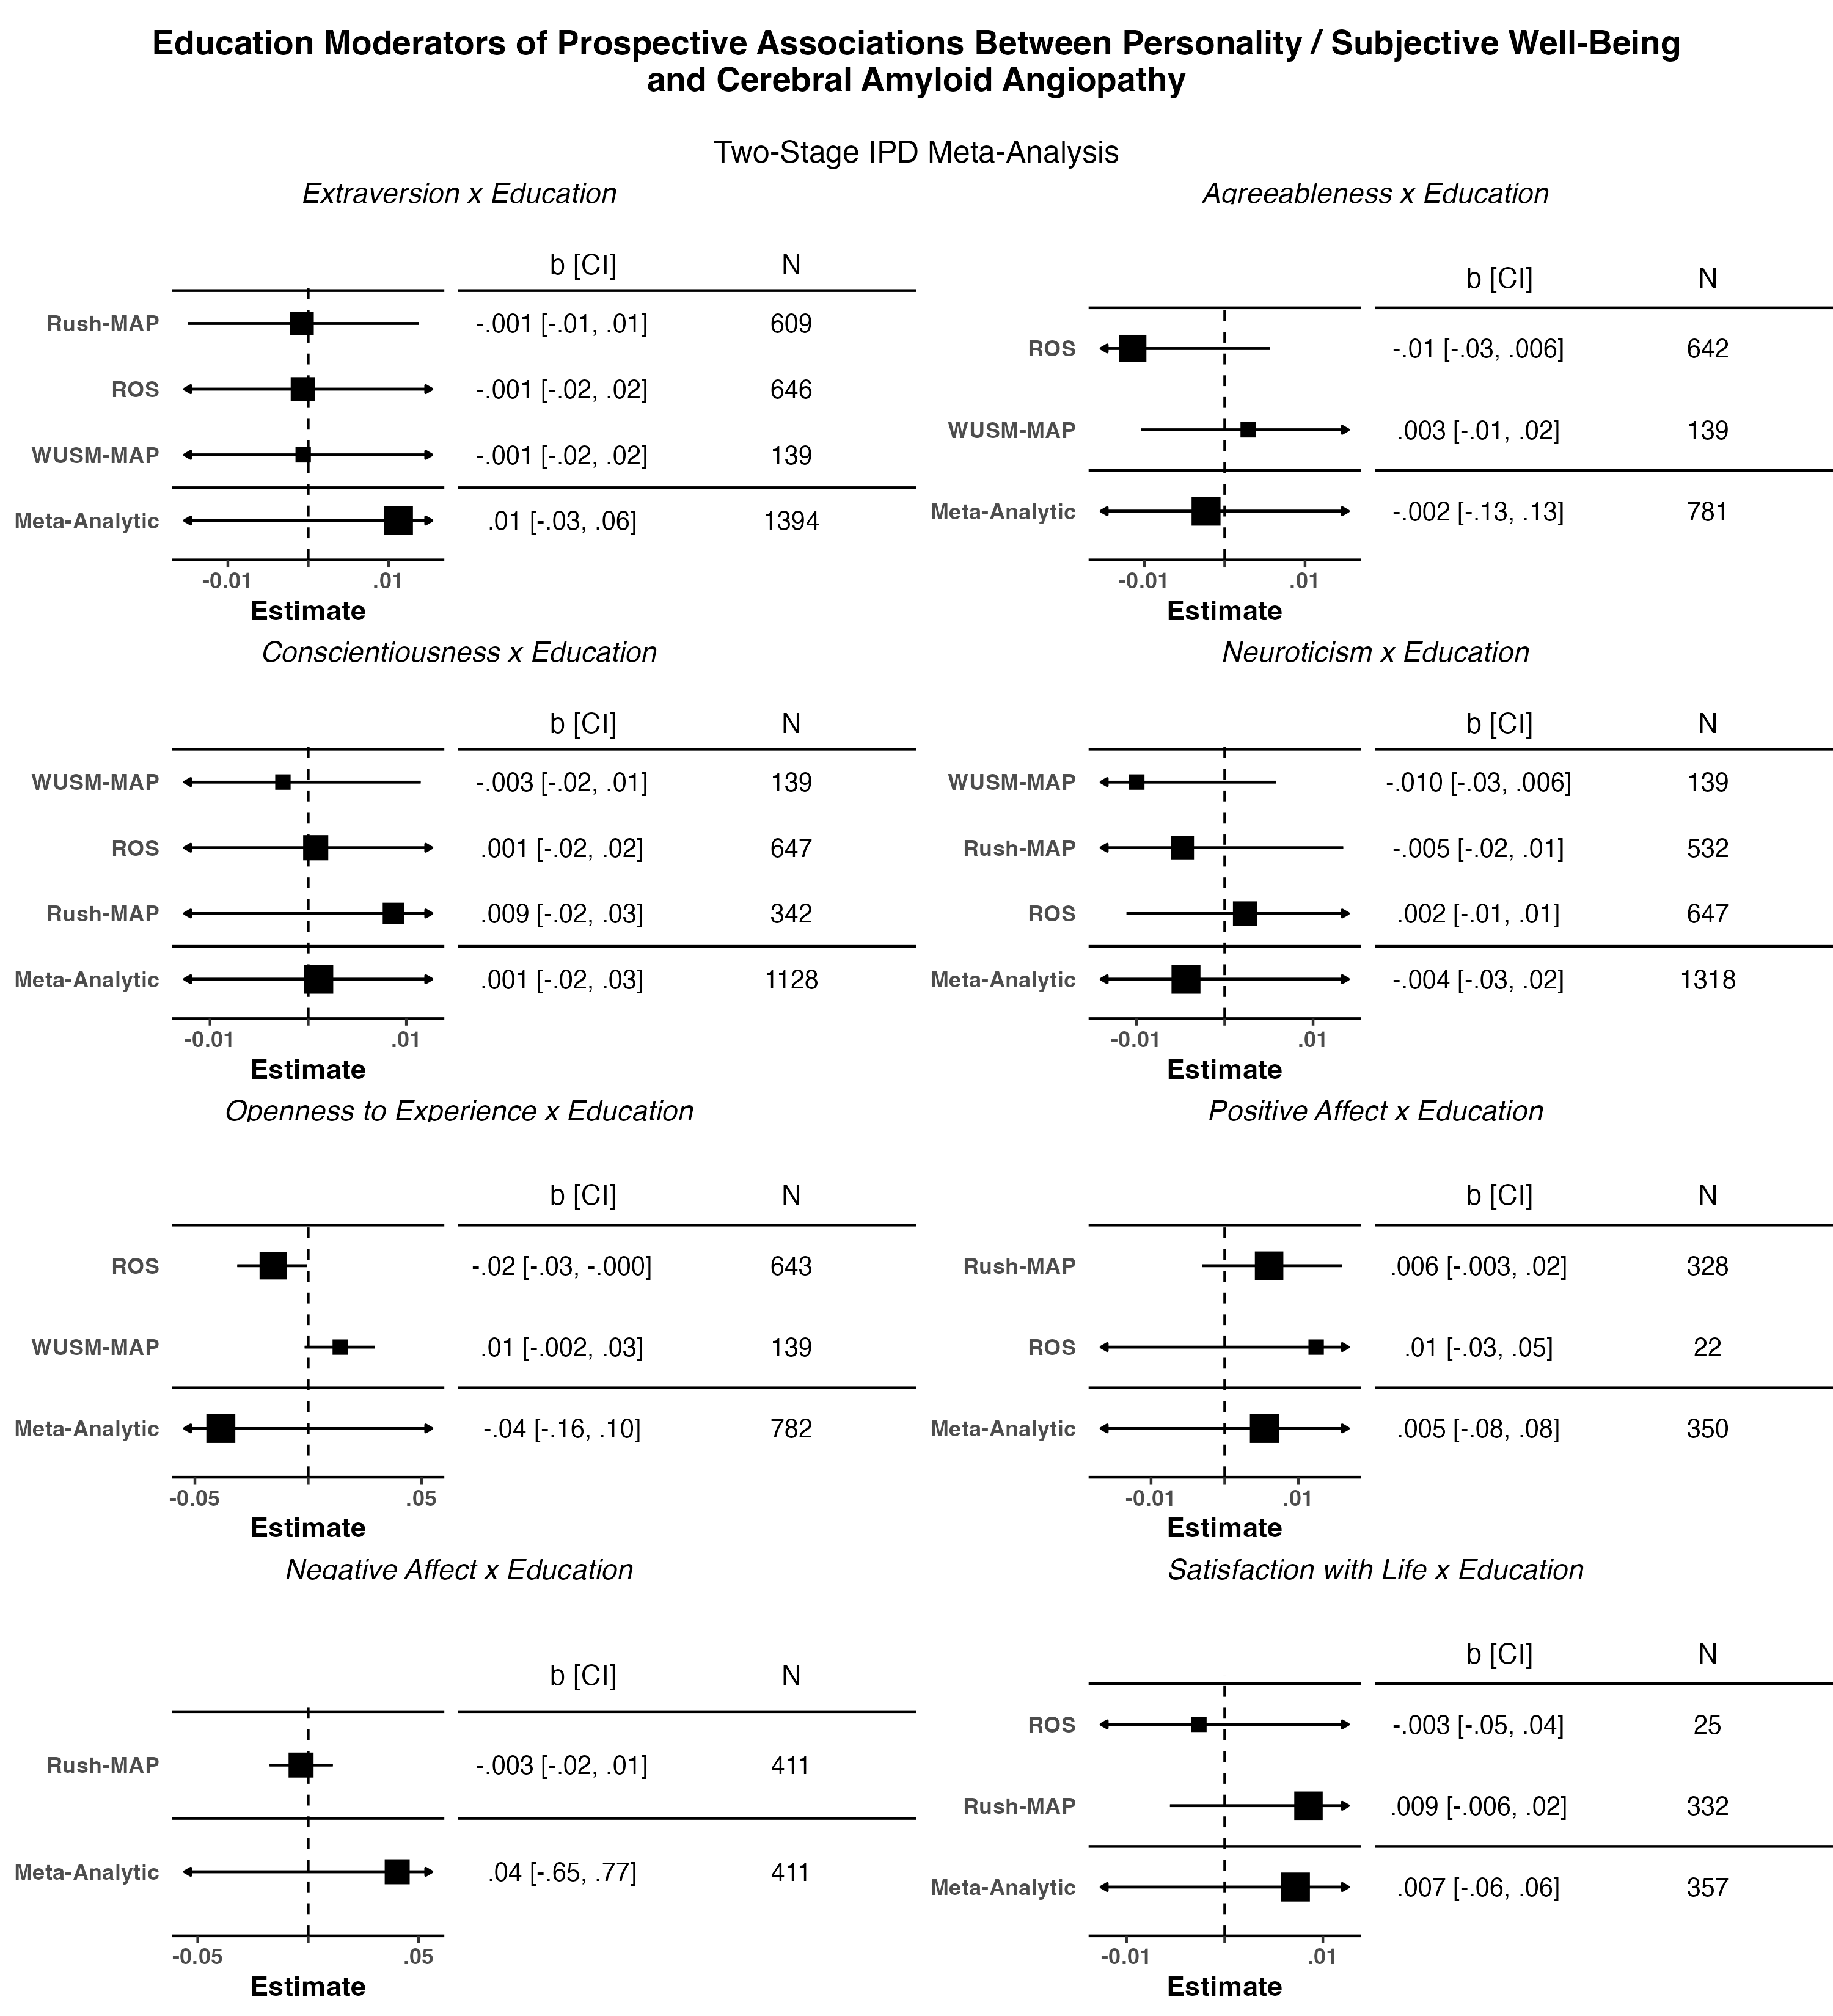 Education Moderators of Prospective Associations Between Personality / Subjective Well-Being
and Cerebral Amyloid Angiopathy
Two-Stage IPD Meta-Analysis
Extraversion x Education
b [CI] N
Rush-MAP -.001 [-.01, .01] 609
ROS -.001 [-.02, .02] 646
WUSM-MAP -.001 [-.02, .02] 139
Meta-Analytic .01 [-.03, .06] 1394
-0.01 .01
Estimate
Agreeableness x Education
b [CI] N
ROS -.01 [-.03, .006] 642
WUSM-MAP .003 [-.01, .02] 139
Meta-Analytic -.002 [-.13, .13] 781
-0.01 .01
Estimate
Conscientiousness x Education
b [CI] N
WUSM-MAP -.003 [-.02, .01] 139
ROS .001 [-.02, .02] 647
Rush-MAP .009 [-.02, .03] 342
Meta-Analytic .001 [-.02, .03] 1128
-0.01 .01
Estimate
Neuroticism x Education
b [CI] N
WUSM-MAP -.010 [-.03, .006] 139
Rush-MAP -.005 [-.02, .01] 532
ROS .002 [-.01, .01] 647
Meta-Analytic -.004 [-.03, .02] 1318
-0.01 .01
Estimate
Openness to Experience x Education
b [CI] N
ROS -.02 [-.03, -.000] 643
WUSM-MAP .01 [-.002, .03] 139
Meta-Analytic -.04 [-.16, .10] 782
-0.05 .05
Estimate
Positive Affect x Education
b [CI] N
Rush-MAP .006 [-.003, .02] 328
ROS .01 [-.03, .05] 22
Meta-Analytic .005 [-.08, .08] 350
-0.01 .01
Estimate
Negative Affect x Education
b [CI] N
Rush-MAP -.003 [-.02, .01] 411
Meta-Analytic .04 [-.65, .77] 411
-0.05 .05
Estimate
Satisfaction with Life x Education
b [CI] N
ROS -.003 [-.05, .04] 25
Rush-MAP .009 [-.006, .02] 332
Meta-Analytic .007 [-.06, .06] 357
-0.01 .01
Estimate